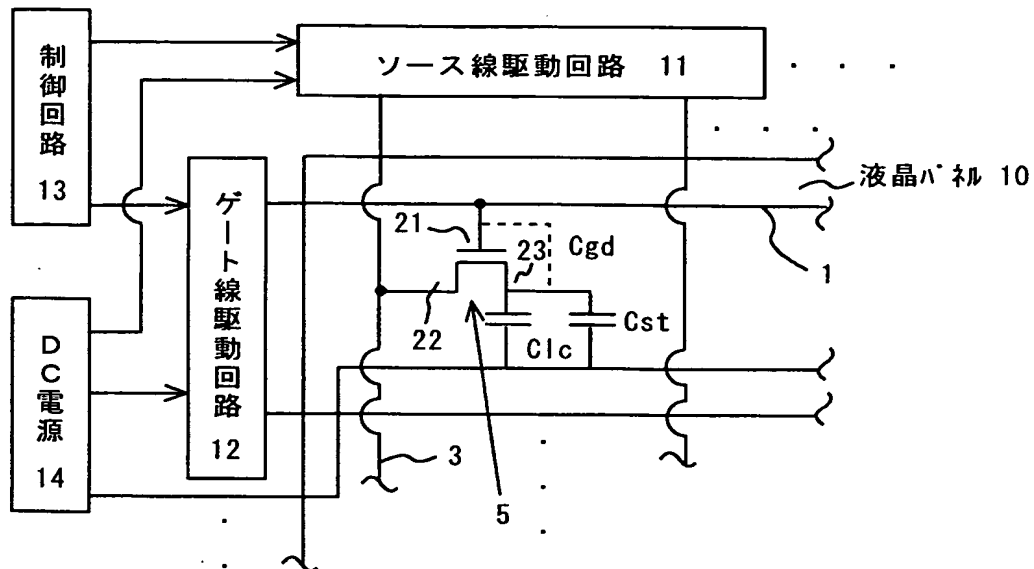 制御回路 13
ソース線駆動回路 11
液晶パネル 10
ゲート線駆動回路 12
21
Cgd
23
1
22
Clc
Cst
DC電源 14
3
5